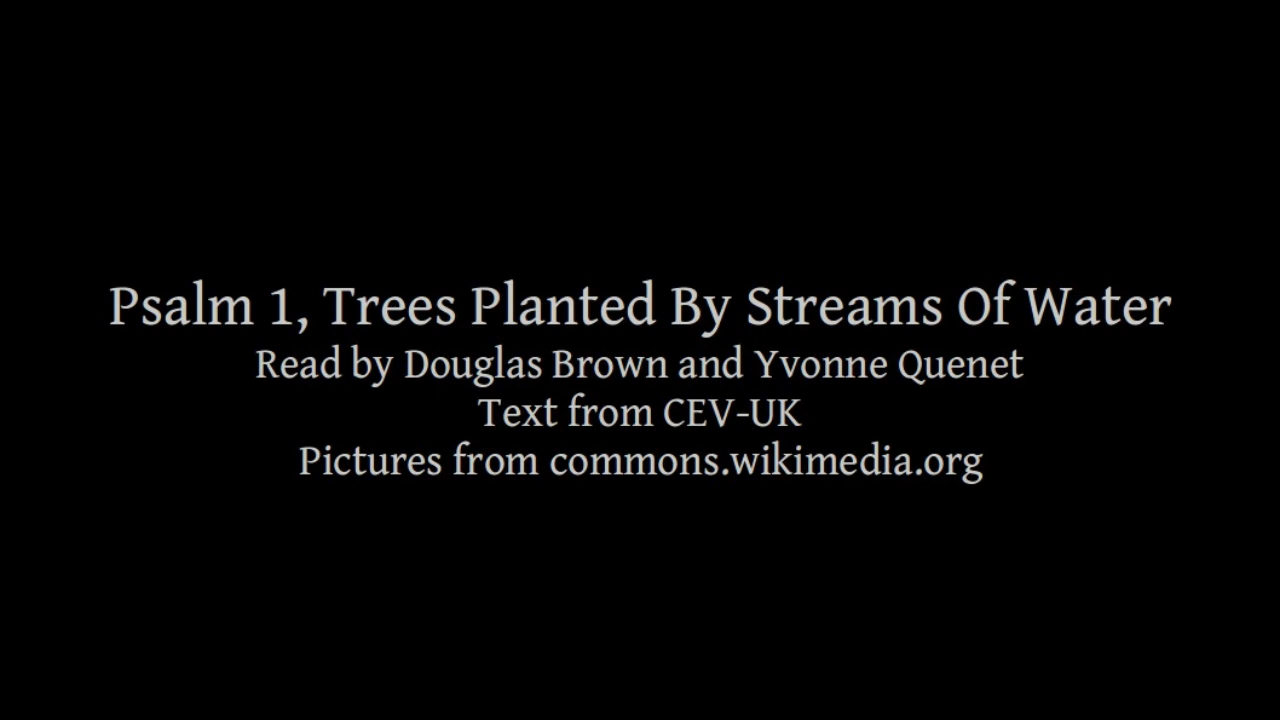 Psalm 1, Trees Planted By Streams Of Water
Read by Douglas Brown and Yvonne Quenet
Text from CEV-UK
Pictures from commons.wikimedia.org